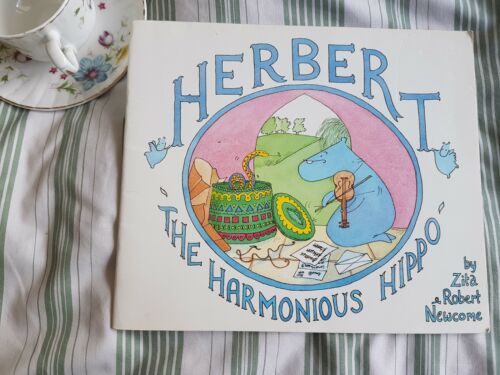 HERBERT
'THE HARMONIOUS HIPPO'
by
Zita
e Robert
Newcome